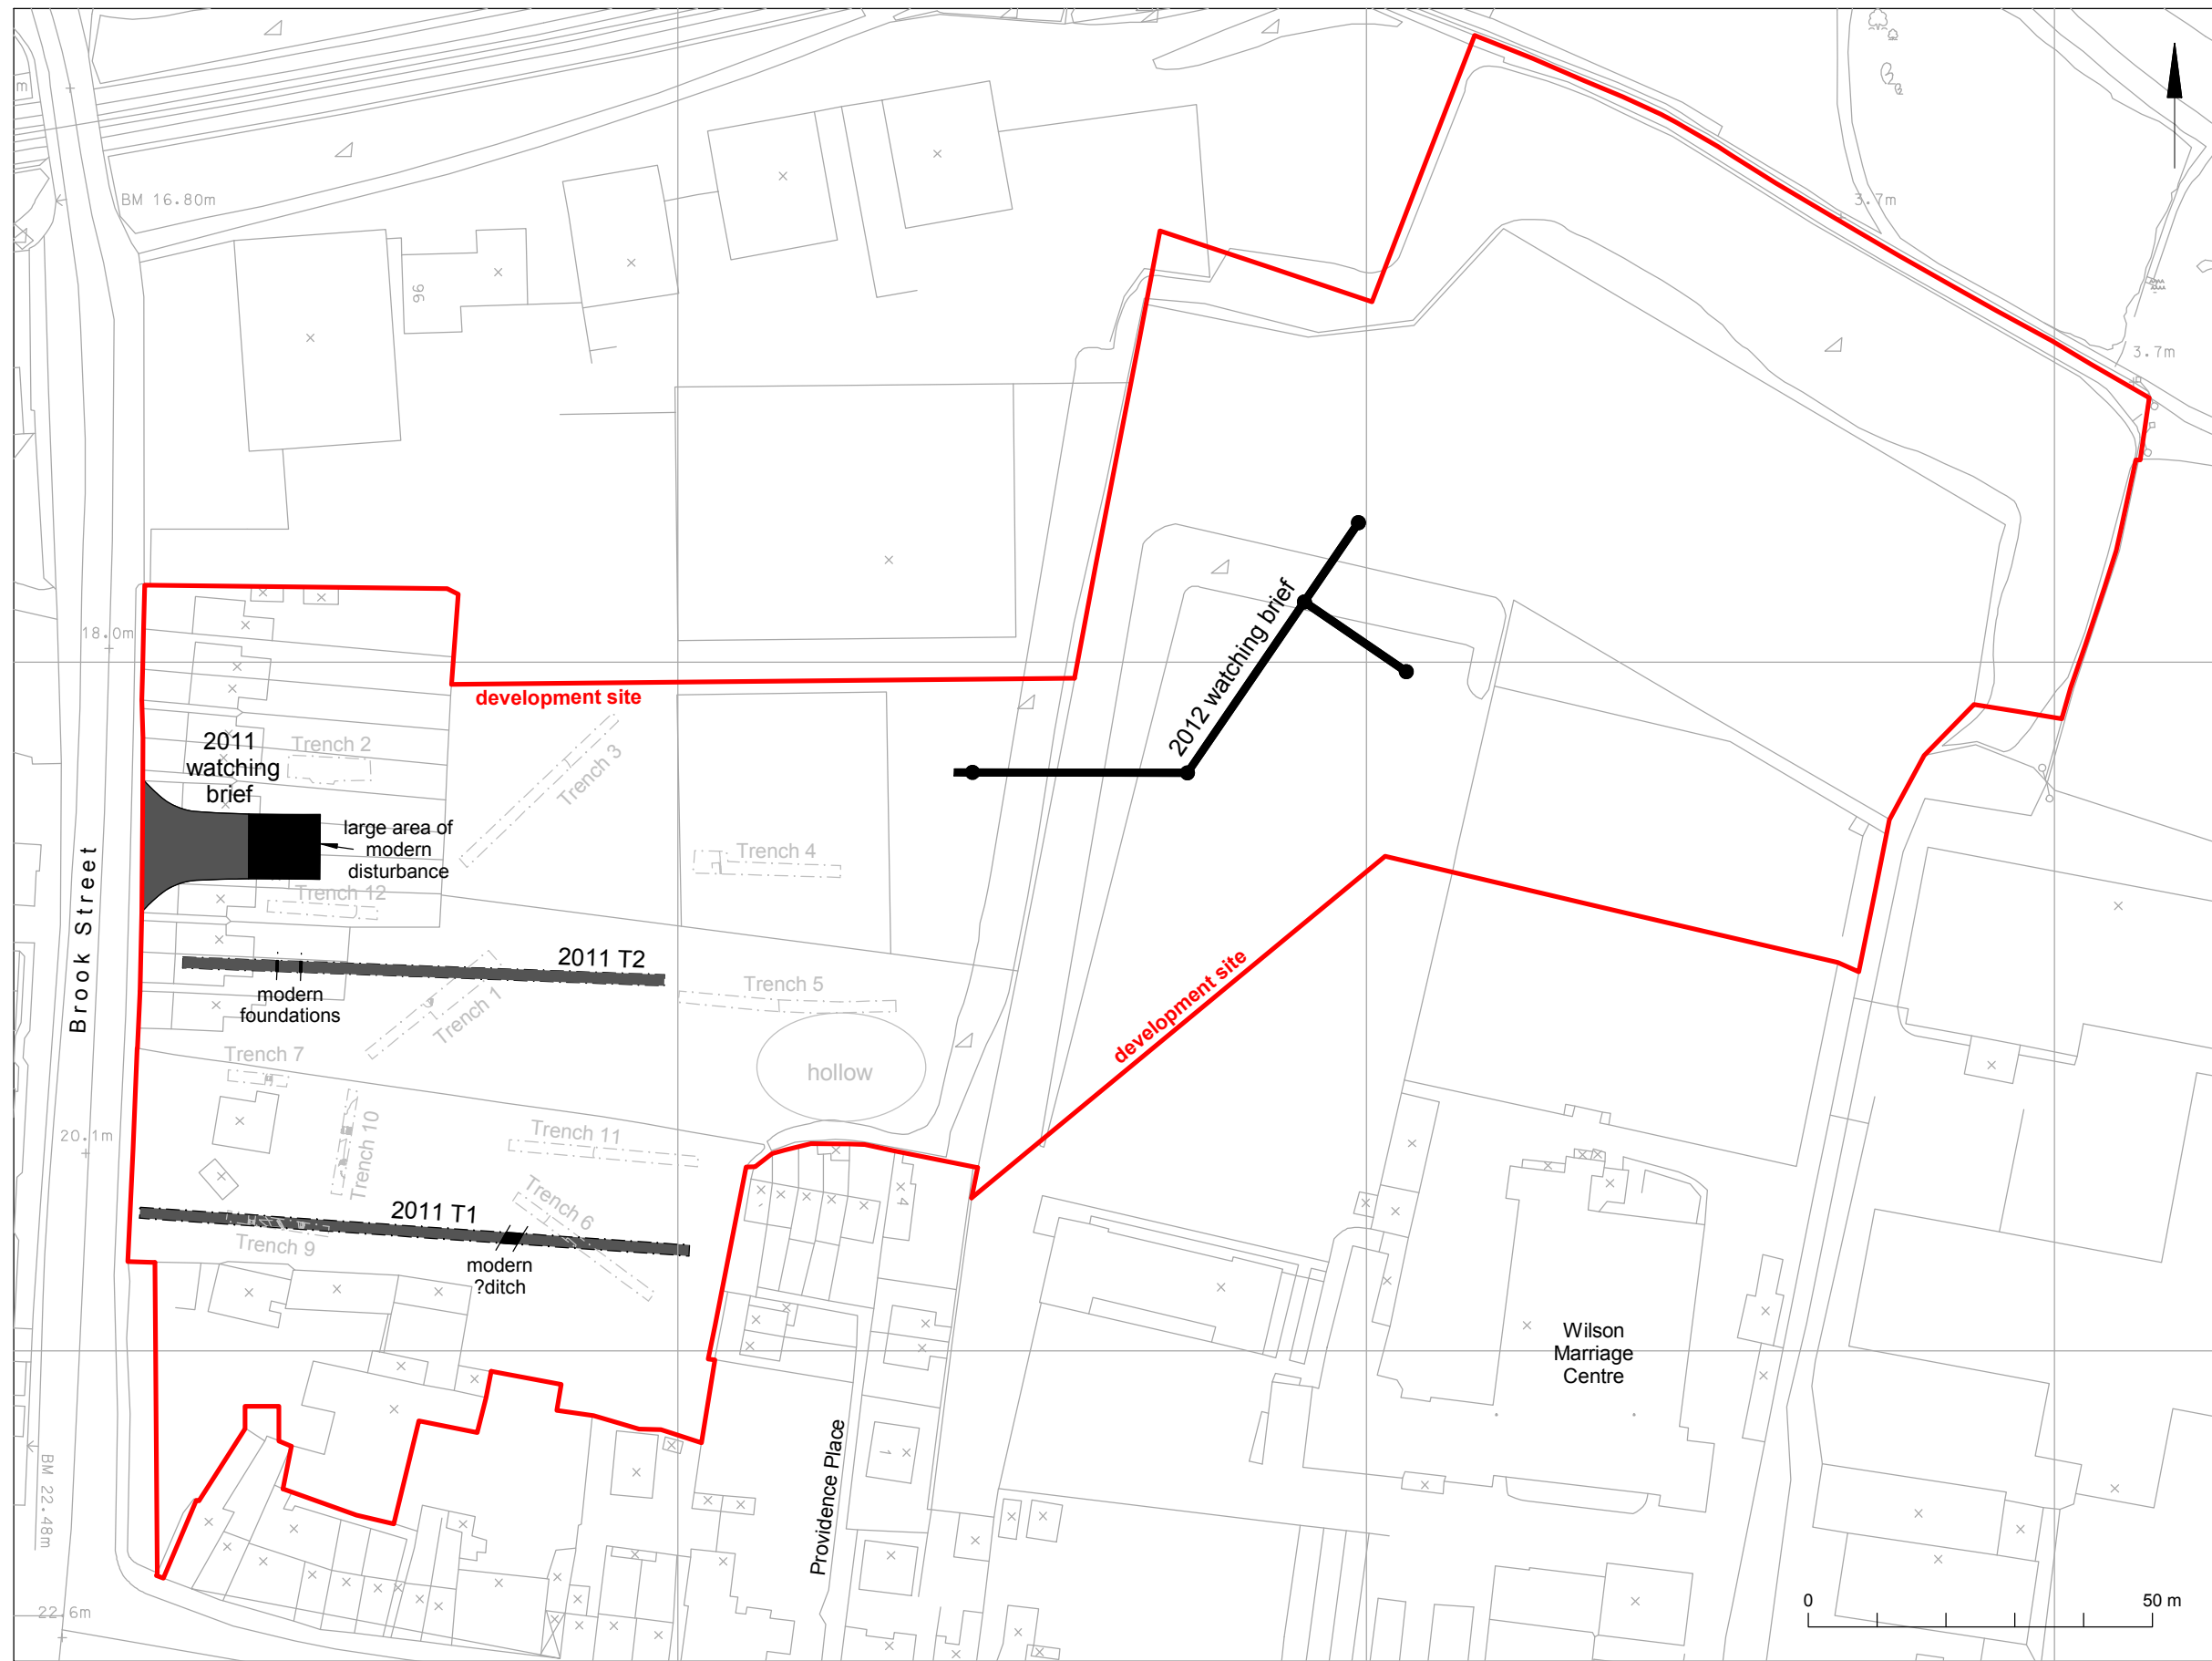 m
BM 16.80m
96
3.7m
3.7m
18.0m
development site
2012 watching brief
2011
watching
brief
Trench 2
Trench 3
large area of
modern
disturbance
Trench 4
Trench 12
Brook Street
2011 T2
modern
foundations
Trench 1
Trench 5
development site
hollow
Trench 7
Trench 10
20.1m
Trench 11
Trench 6
2011 T1
Trench 9
modern
?ditch
4
Wilson
Marriage
Centre
Providence Place
1
BM 22.48m
22.6m
0
50 m